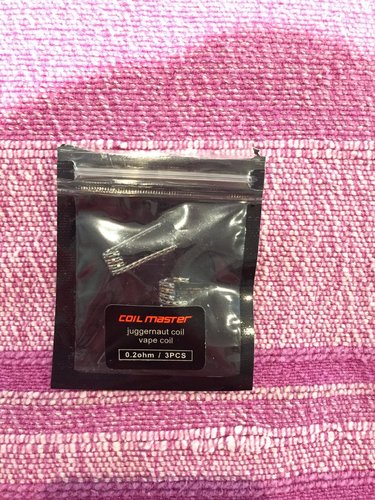 COIL MASTER
juggernaut coil
vape coil
0.2ohm / 3PCS